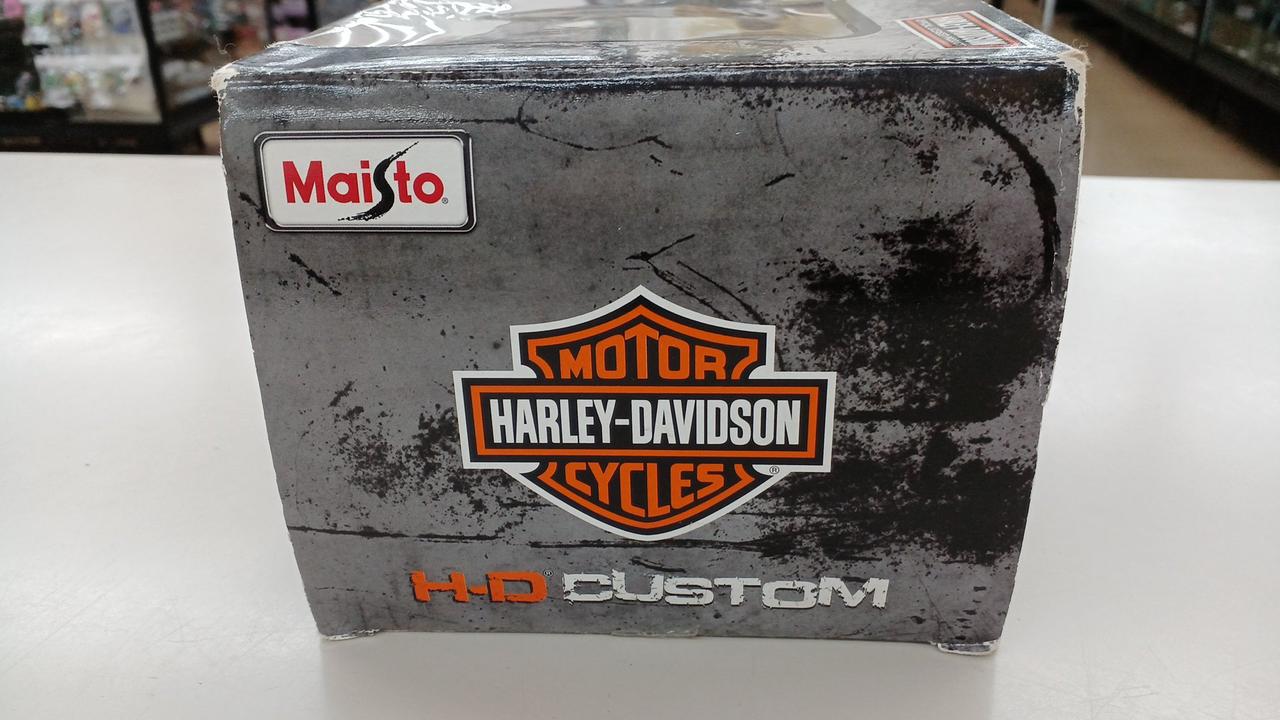 Maisto®
MOTOR
HARLEY-DAVIDSON
CYCLES
®
H-D® CUSTOM